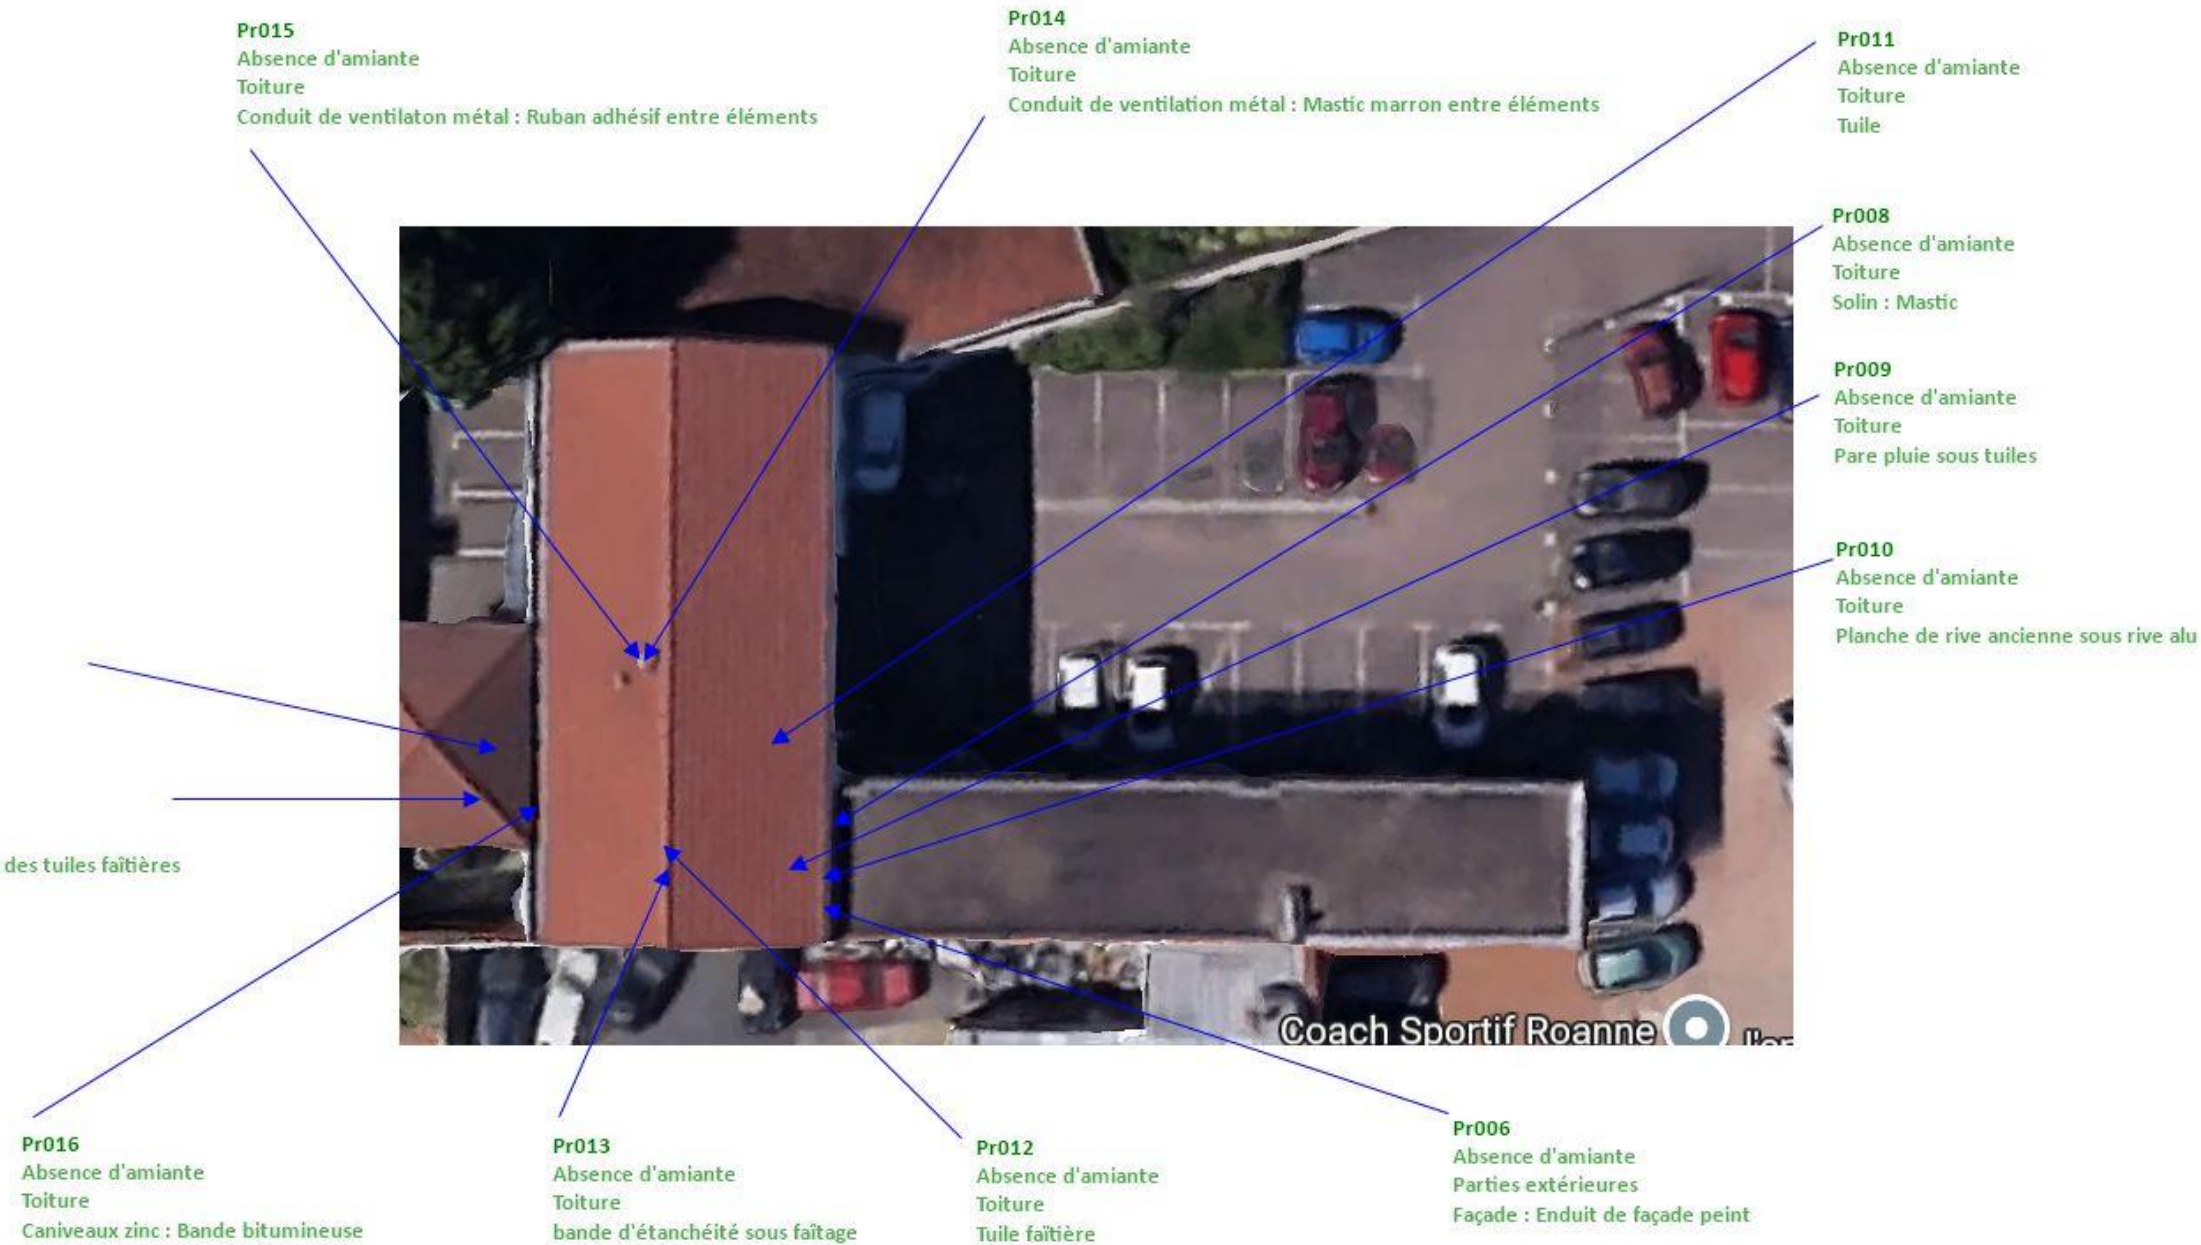 Pr015
Absence d'amiante
Toiture
Conduit de ventilaton métal : Ruban adhésif entre éléments
Pr014
Absence d'amiante
Toiture
Conduit de ventilation métal : Mastic marron entre éléments
Pr011
Absence d'amiante
Toiture
Tuile
Pr008
Absence d'amiante
Toiture
Solin : Mastic
Pr009
Absence d'amiante
Toiture
Pare pluie sous tuiles
Pr010
Absence d'amiante
Toiture
Planche de rive ancienne sous rive alu
des tuiles faîtières
Coach Sportif Roanne
Pr016
Absence d'amiante
Toiture
Caniveaux zinc : Bande bitumineuse
Pr013
Absence d'amiante
Toiture
bande d'étanchéité sous faîtage
Pr012
Absence d'amiante
Toiture
Tuile faîtière
Pr006
Absence d'amiante
Parties extérieures
Façade : Enduit de façade peint